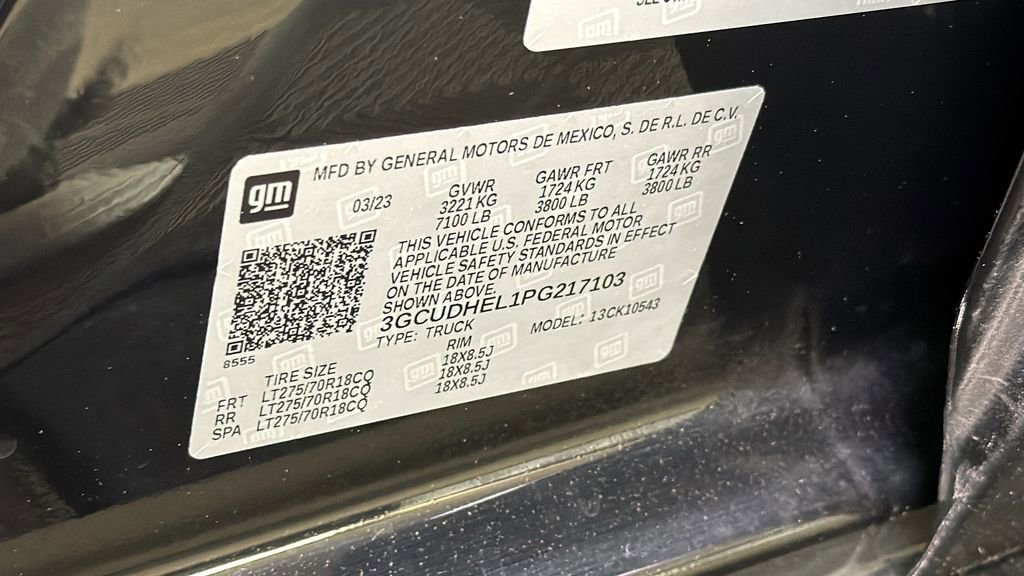 MFD BY GENERAL MOTORS DE MEXICO, S. DE R.L. DE C.V.
gm
03/23
GVWR GAWR FRT GAWR RR
3221 KG 1724 KG 1724 KG
7100 LB 3800 LB 3800 LB
THIS VEHICLE CONFORMS TO ALL
APPLICABLE U.S. FEDERAL MOTOR
VEHICLE SAFETY STANDARDS IN EFFECT
ON THE DATE OF MANUFACTURE
SHOWN ABOVE.
3GCUDHEL1PG217103
TYPE: TRUCK MODEL: 13CK10543
8555
TIRE SIZE RIM
FRT LT275/70R18CQ 18X8.5J
RR LT275/70R18CQ 18X8.5J
SPA LT275/70R18CQ 18X8.5J